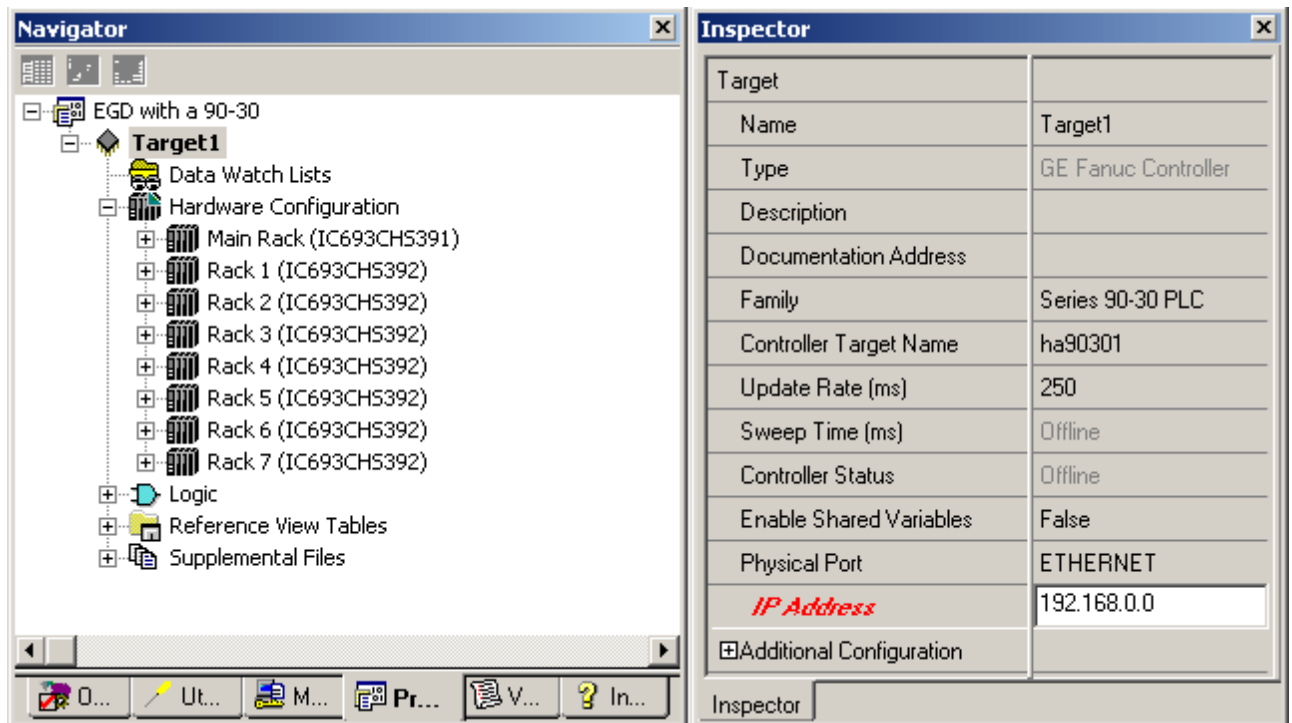 Navigator
EGD with a 90-30
Target1
Data Watch Lists
Hardware Configuration
Main Rack (IC693CHS391)
Rack 1 (IC693CHS392)
Rack 2 (IC693CHS392)
Rack 3 (IC693CHS392)
Rack 4 (IC693CHS392)
Rack 5 (IC693CHS392)
Rack 6 (IC693CHS392)
Rack 7 (IC693CHS392)
Logic
Reference View Tables
Supplemental Files
O... Ut... M... Pr... V... In...
Inspector
Target
Name Target1
Type GE Fanuc Controller
Description
Documentation Address
Family Series 90-30 PLC
Controller Target Name ha90301
Update Rate (ms) 250
Sweep Time (ms) Offline
Controller Status Offline
Enable Shared Variables False
Physical Port ETHERNET
IP Address 192.168.0.0
Additional Configuration
Inspector